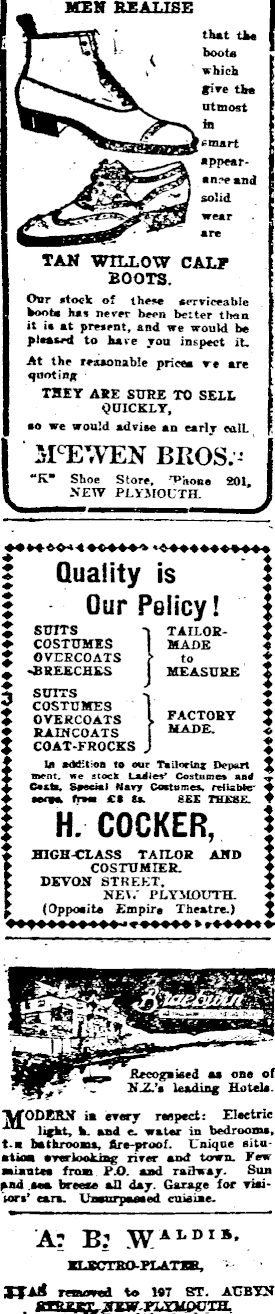 MEN REALISE
that the
boots
which
give the
utmost
in
smart
appear-
ance and
solid
wear
are
TAN WILLOW CALF
BOOTS.
Our stock of these serviceable
boots has never been better than
it is at present, and we would be
pleased to have you inspect it.
At the reasonable prices we are
quoting
THEY ARE SURE TO SELL
QUICKLY,
so we would advise an early call.
McEWEN BROS.
"K" Shoe Store, 'Phone 201,
NEW PLYMOUTH.
Quality is
Our Policy!
SUITS
COSTUMES
OVERCOATS
BREECHES
TAILOR-
MADE
to
MEASURE
SUITS
COSTUMES
OVERCOATS
RAINCOATS
COAT-FROCKS
FACTORY
MADE.
In addition to our Tailoring Depart
ment, we stock Ladies' Costumes and
Coats, Special Navy Costumes, reliable
serge, from £8 8s. SEE THESE.
H. COCKER,
HIGH-CLASS TAILOR AND
COSTUMIER.
DEVON STREET,
NEW PLYMOUTH.
(Opposite Empire Theatre.)
Braeburn
Recognised as one of
N.Z.'s leading Hotels.
MODERN in every respect: Electric
light, h. and c. water in bedrooms,
bathrooms, fire-proof. Unique situ-
ation overlooking river and town. Few
minutes from P.O. and railway. Sun
and sea breeze all day. Garage for visi-
tors' cars. Unsurpassed cuisine.
A. B. WALDIE,
ELECTRO-PLATER,
HAS removed to 197 ST. AUBYN
STREET, NEW PLYMOUTH.